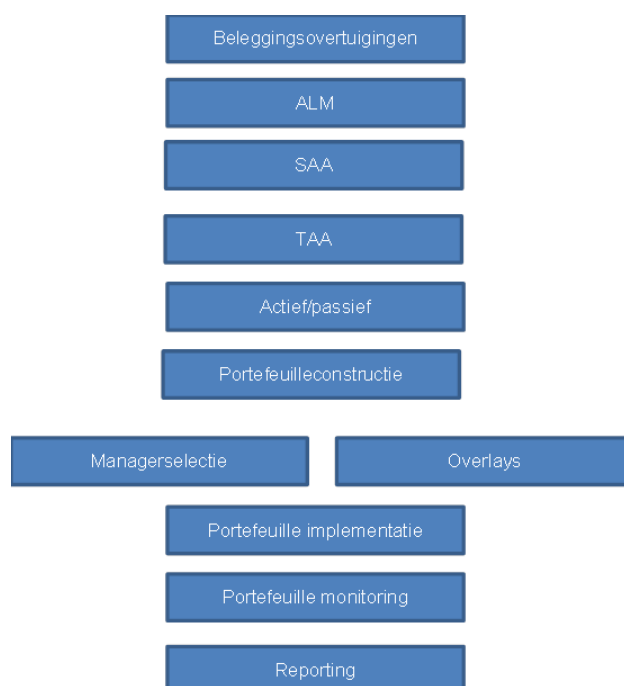 Beleggingsovertuigingen
ALM
SAA
TAA
Actief/passief
Portefeuilleconstructie
Managerselectie
Overlays
Portefeuille implementatie
Portefeuille monitoring
Reporting